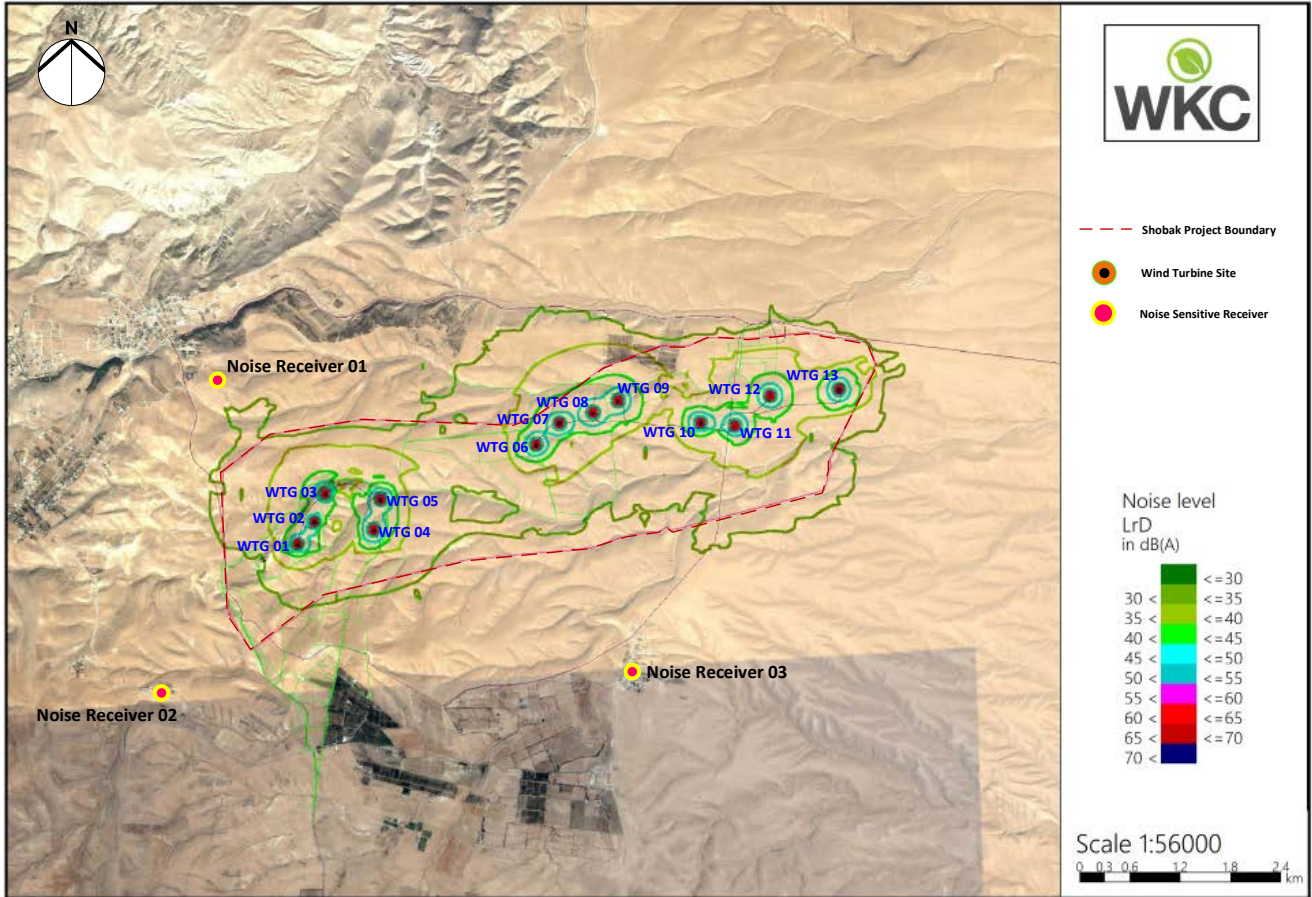 N
WKC
Shobak Project Boundary
Wind Turbine Site
Noise Sensitive Receiver
Noise Receiver 01
WTG 09
WTG 13
WTG 12
WTG 08
WTG 07
WTG 10
WTG 11
WTG 06
WTG 03
WTG 05
WTG 02
WTG 04
WTG 01
Noise Receiver 03
Noise Receiver 02
Noise level
LrD
in dB(A)
<=30
30 < <=35
35 < <=40
40 < <=45
45 < <=50
50 < <=55
55 < <=60
60 < <=65
65 < <=70
70 <
Scale 1:56000
0 0.3 0.6 1.2 1.8 2.4
km